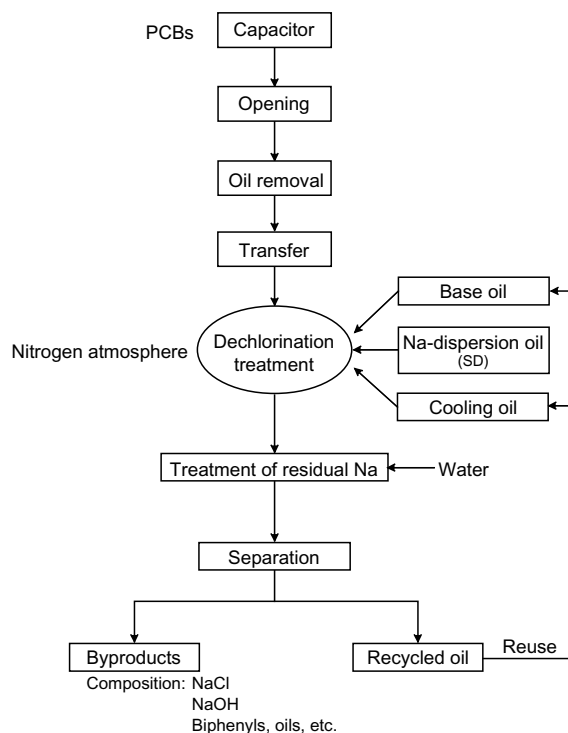 PCBs
Capacitor
Opening
Oil removal
Transfer
Base oil
Nitrogen atmosphere
Dechlorination
treatment
Na-dispersion oil
(SD)
Cooling oil
Treatment of residual Na
Water
Separation
Byproducts
Recycled oil
Reuse
Composition: NaCl
NaOH
Biphenyls, oils, etc.